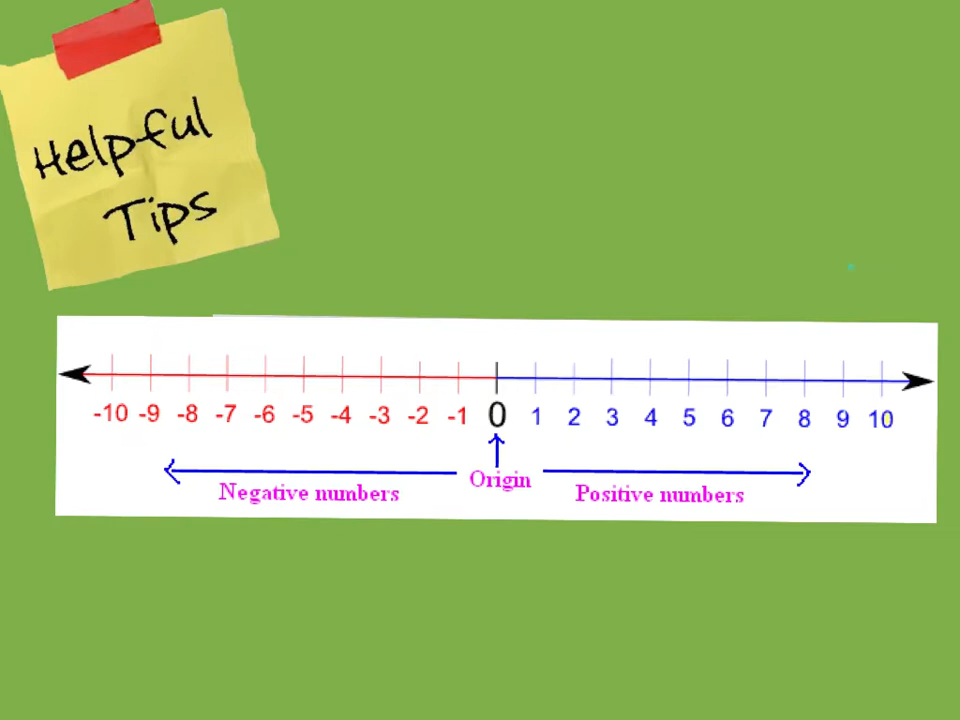 Helpful
Tips
-10 -9 -8 -7 -6 -5 -4 -3 -2 -1 0 1 2 3 4 5 6 7 8 9 10
Origin
Negative numbers Positive numbers